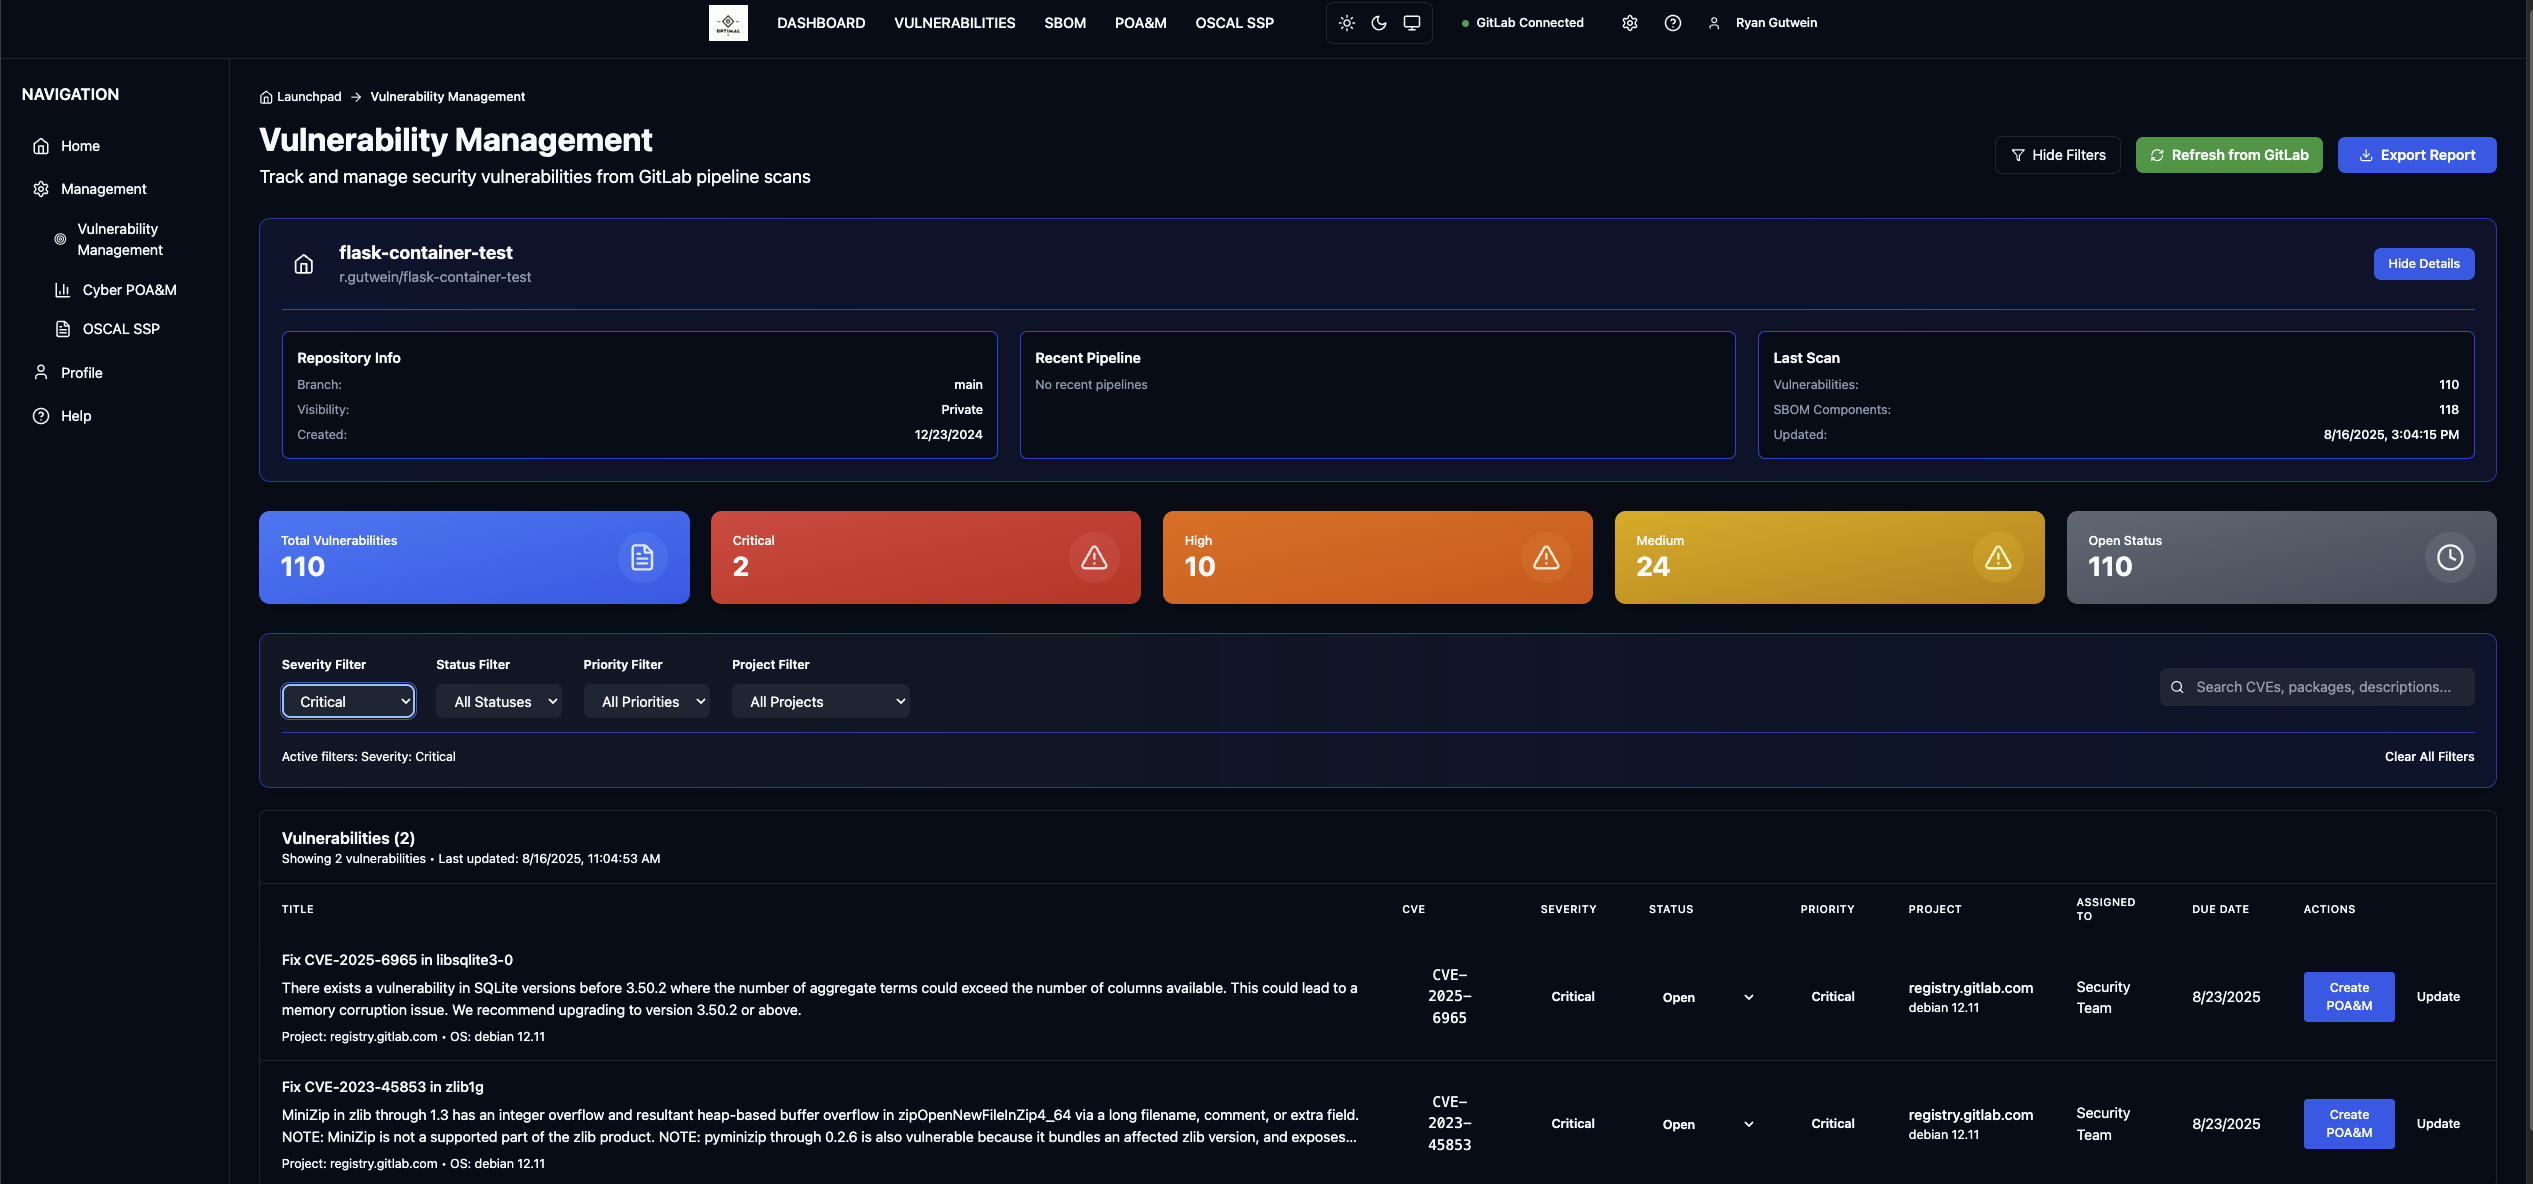 OPTIMAL
DASHBOARD
VULNERABILITIES
SBOM
POA&M
OSCAL SSP
GitLab Connected
Ryan Gutwein
NAVIGATION
Home
Management
Vulnerability
Management
Cyber POA&M
OSCAL SSP
Profile
Help
Launchpad
Vulnerability Management
Vulnerability Management
Track and manage security vulnerabilities from GitLab pipeline scans
Hide Filters
Refresh from GitLab
Export Report
flask-container-test
r.gutwein/flask-container-test
Hide Details
Repository Info
Branch: main
Visibility: Private
Created: 12/23/2024
Recent Pipeline
No recent pipelines
Last Scan
Vulnerabilities: 110
SBOM Components: 118
Updated: 8/16/2025, 3:04:15 PM
Total Vulnerabilities
110
Critical
2
High
10
Medium
24
Open Status
110
Severity Filter
Critical
Status Filter
All Statuses
Priority Filter
All Priorities
Project Filter
All Projects
Search CVEs, packages, descriptions...
Active filters: Severity: Critical
Clear All Filters
Vulnerabilities (2)
Showing 2 vulnerabilities • Last updated: 8/16/2025, 11:04:53 AM
TITLE
CVE
SEVERITY
STATUS
PRIORITY
PROJECT
ASSIGNED
TO
DUE DATE
ACTIONS
Fix CVE-2025-6965 in libsqlite3-0
There exists a vulnerability in SQLite versions before 3.50.2 where the number of aggregate terms could exceed the number of columns available. This could lead to a
memory corruption issue. We recommend upgrading to version 3.50.2 or above.
Project: registry.gitlab.com • OS: debian 12.11
CVE-
2025-
6965
Critical
Open
Critical
registry.gitlab.com
debian 12.11
Security
Team
8/23/2025
Create
POA&M
Update
Fix CVE-2023-45853 in zlib1g
MiniZip in zlib through 1.3 has an integer overflow and resultant heap-based buffer overflow in zipOpenNewFileInZip4_64 via a long filename, comment, or extra field.
NOTE: MiniZip is not a supported part of the zlib product. NOTE: pyminizip through 0.2.6 is also vulnerable because it bundles an affected zlib version, and exposes...
Project: registry.gitlab.com • OS: debian 12.11
CVE-
2023-
45853
Critical
Open
Critical
registry.gitlab.com
debian 12.11
Security
Team
8/23/2025
Create
POA&M
Update